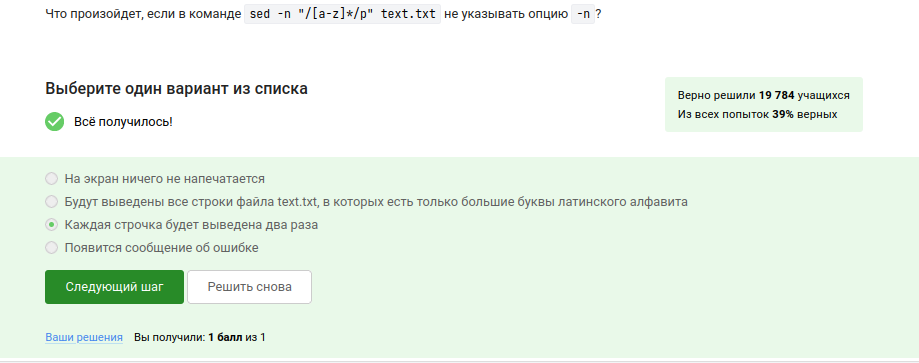 Что произойдет, если в команде sed -n "/[a-z]*/p" text.txt не указывать опцию -n?
Выберите один вариант из списка
Всё получилось!
Верно решили 19 784 учащихся
Из всех попыток 39% верных
На экран ничего не напечатается
Будут выведены все строки файла text.txt, в которых есть только большие буквы латинского алфавита
Каждая строчка будет выведена два раза
Появится сообщение об ошибке
Следующий шаг
Решить снова
Ваши решения Вы получили: 1 балл из 1